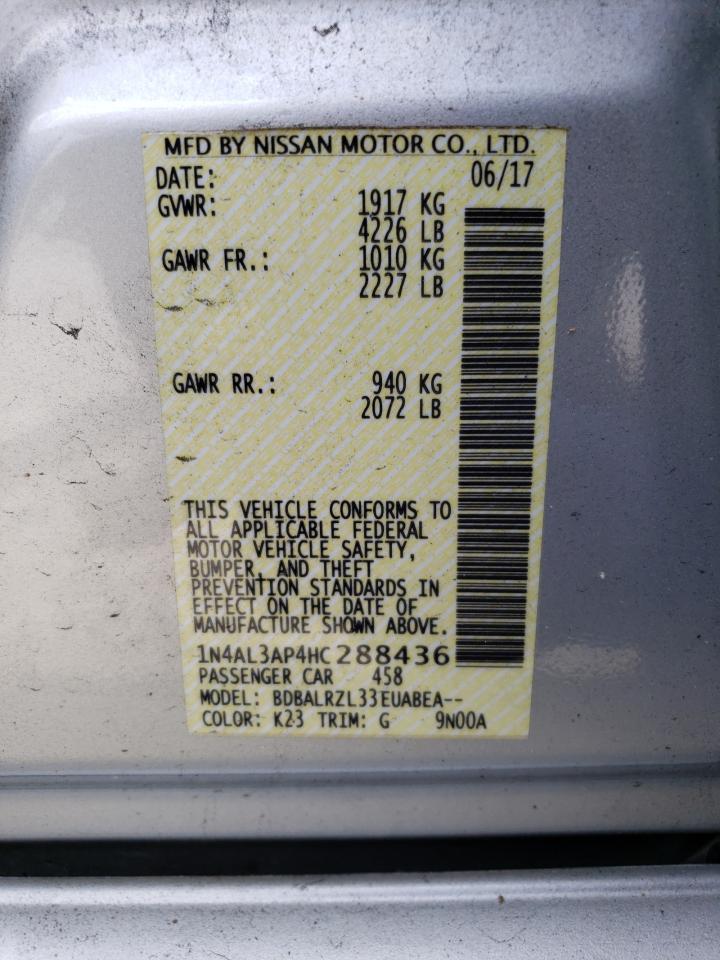 MFD BY NISSAN MOTOR CO., LTD.
DATE: 06/17
GVWR: 1917 KG
4226 LB
GAWR FR.: 1010 KG
2227 LB
GAWR RR.: 940 KG
2072 LB
THIS VEHICLE CONFORMS TO
ALL APPLICABLE FEDERAL
MOTOR VEHICLE SAFETY,
BUMPER, AND THEFT
PREVENTION STANDARDS IN
EFFECT ON THE DATE OF
MANUFACTURE SHOWN ABOVE.
1N4AL3AP4HC288436
PASSENGER CAR 458
MODEL: BDBALRZL33EUABEA--
COLOR: K23 TRIM: G 9N00A